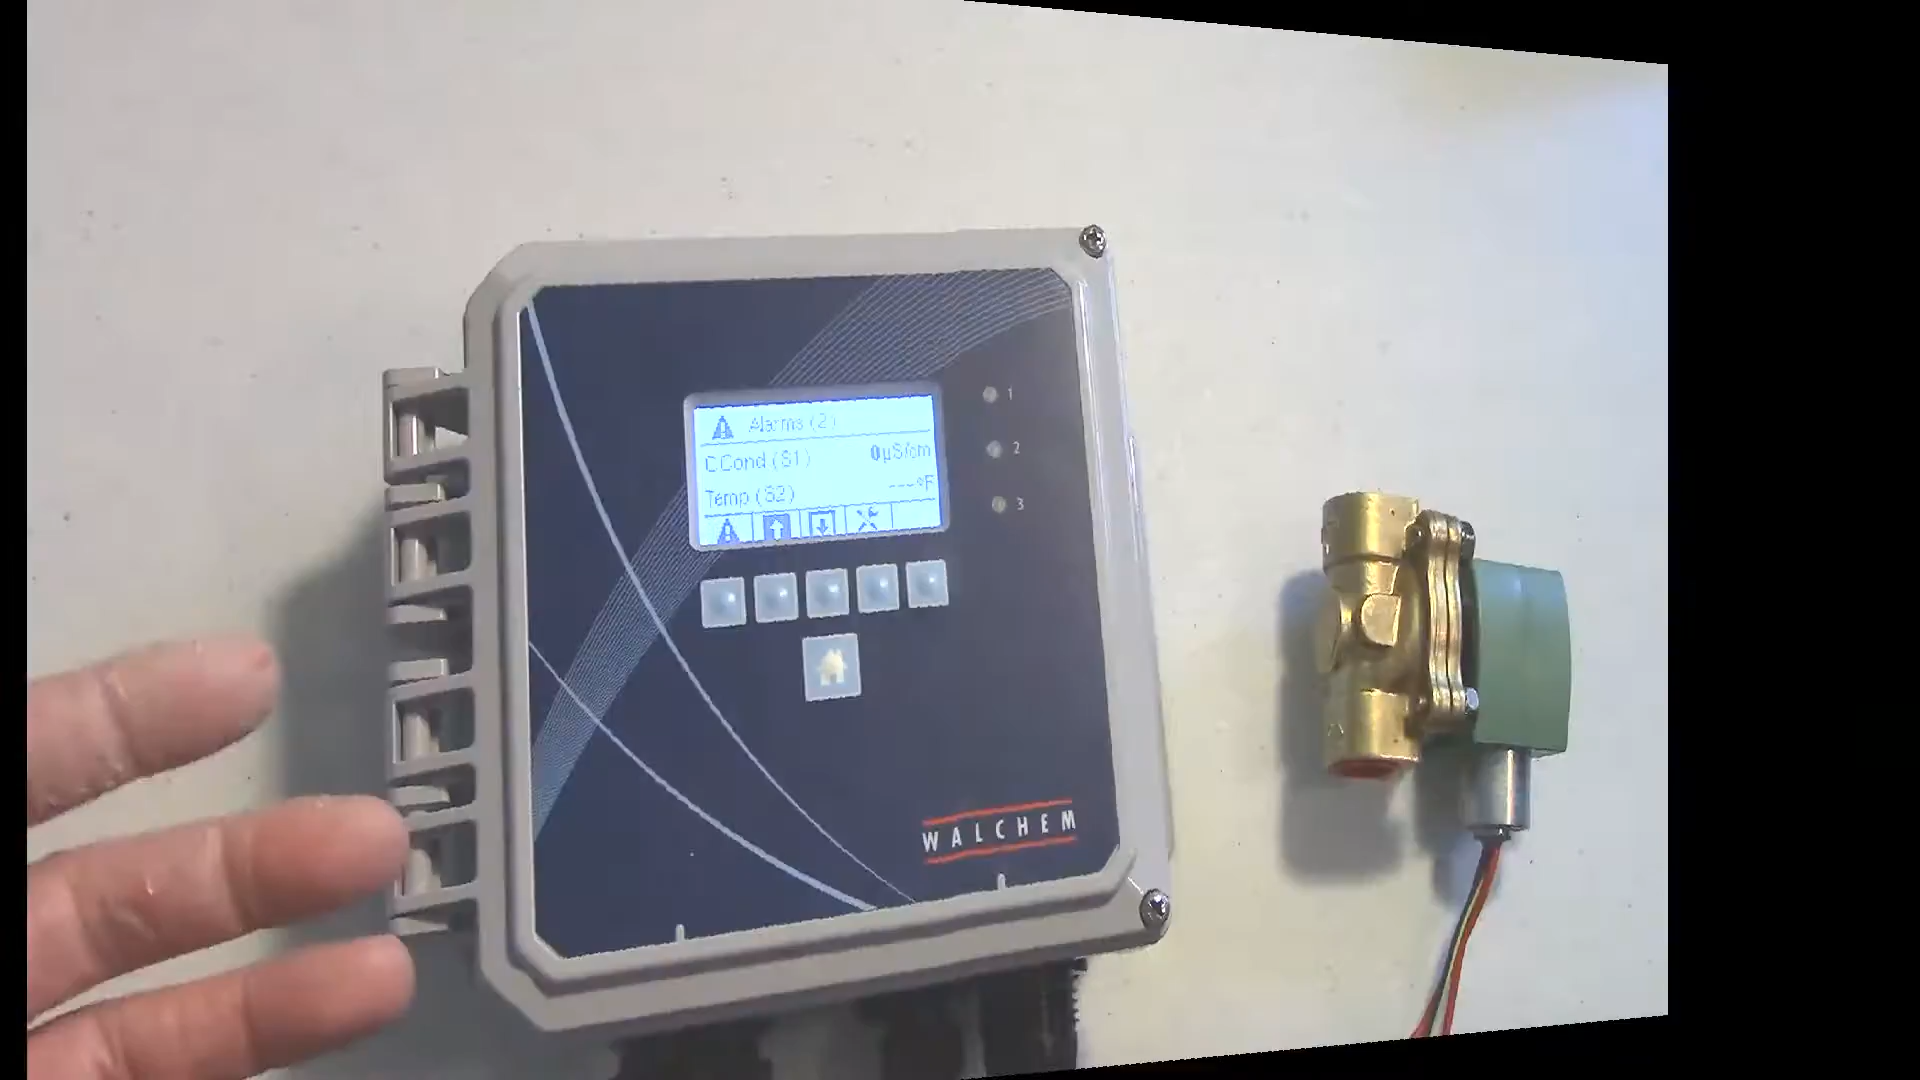 Alarms (2)
CCond (S1) 0µS/cm
Temp (S2) ---°F
1
2
3
WALCHEM